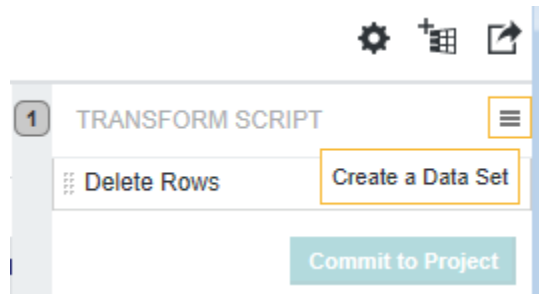 1
TRANSFORM SCRIPT
Delete Rows
Create a Data Set
Commit to Project